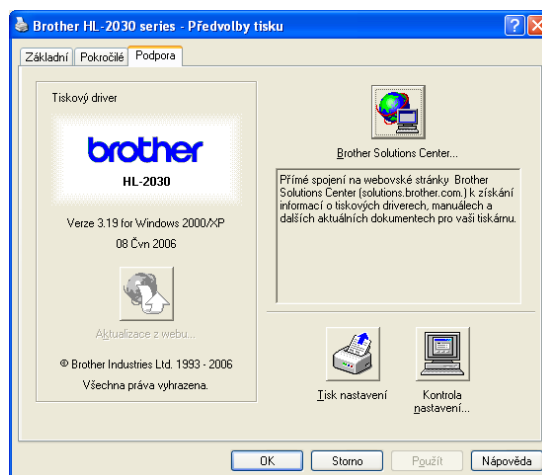 Brother HL-2030 series - Předvolby tisku
Základní
Pokročilé
Podpora
Tiskový driver
brother
HL-2030
Verze 3.19 for Windows 2000/XP
08 Čvn 2006
Aktualizace z webu...
© Brother Industries Ltd. 1993 - 2006
Všechna práva vyhrazena.
Brother Solutions Center...
Přímé spojení na webovské stránky Brother
Solutions Center (solutions.brother.com.) k získání
informací o tiskových driverech, manuálech a
dalších aktuálních dokumentech pro vaši tiskárnu.
Tisk nastavení
Kontrola
nastavení...
OK
Storno
Použít
Nápověda